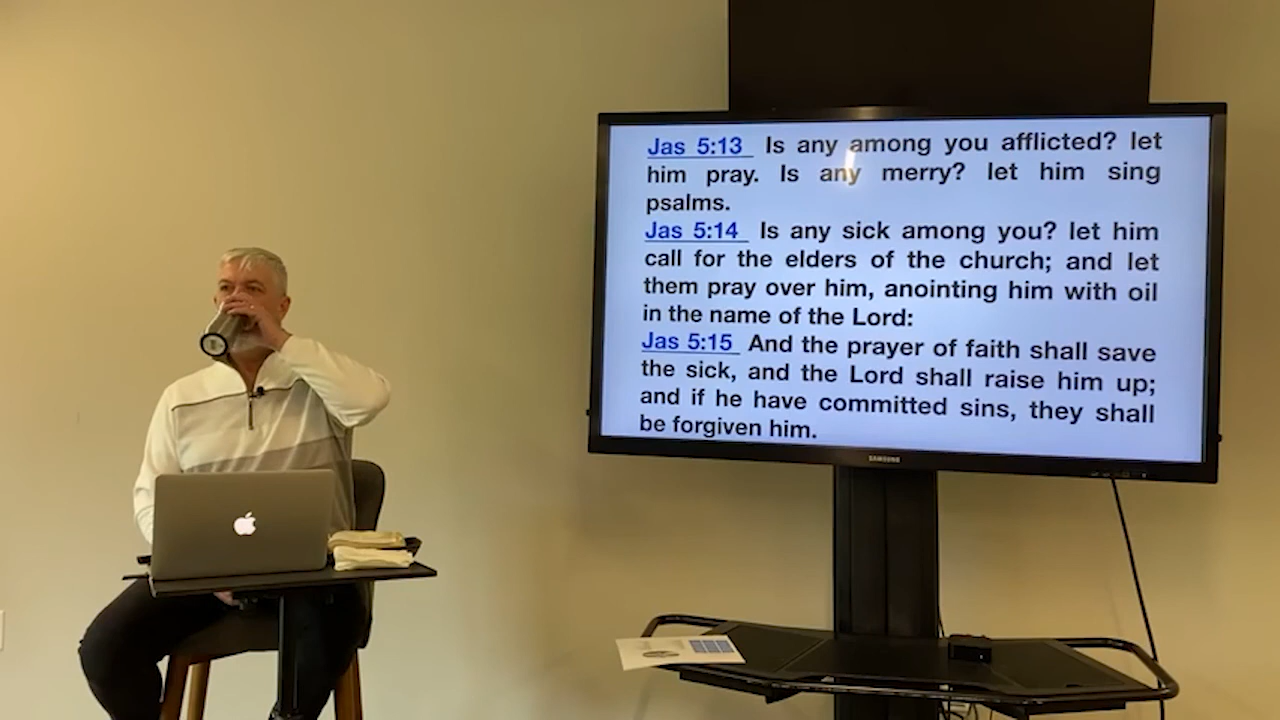 Jas 5:13 Is any among you afflicted? let
him pray. Is any merry? let him sing
psalms.
Jas 5:14 Is any sick among you? let him
call for the elders of the church; and let
them pray over him, anointing him with oil
in the name of the Lord:
Jas 5:15 And the prayer of faith shall save
the sick, and the Lord shall raise him up;
and if he have committed sins, they shall
be forgiven him.
SAMSUNG